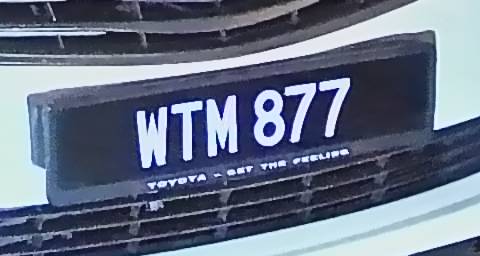 WTM 877
TOYOTA - GET THE FEELING